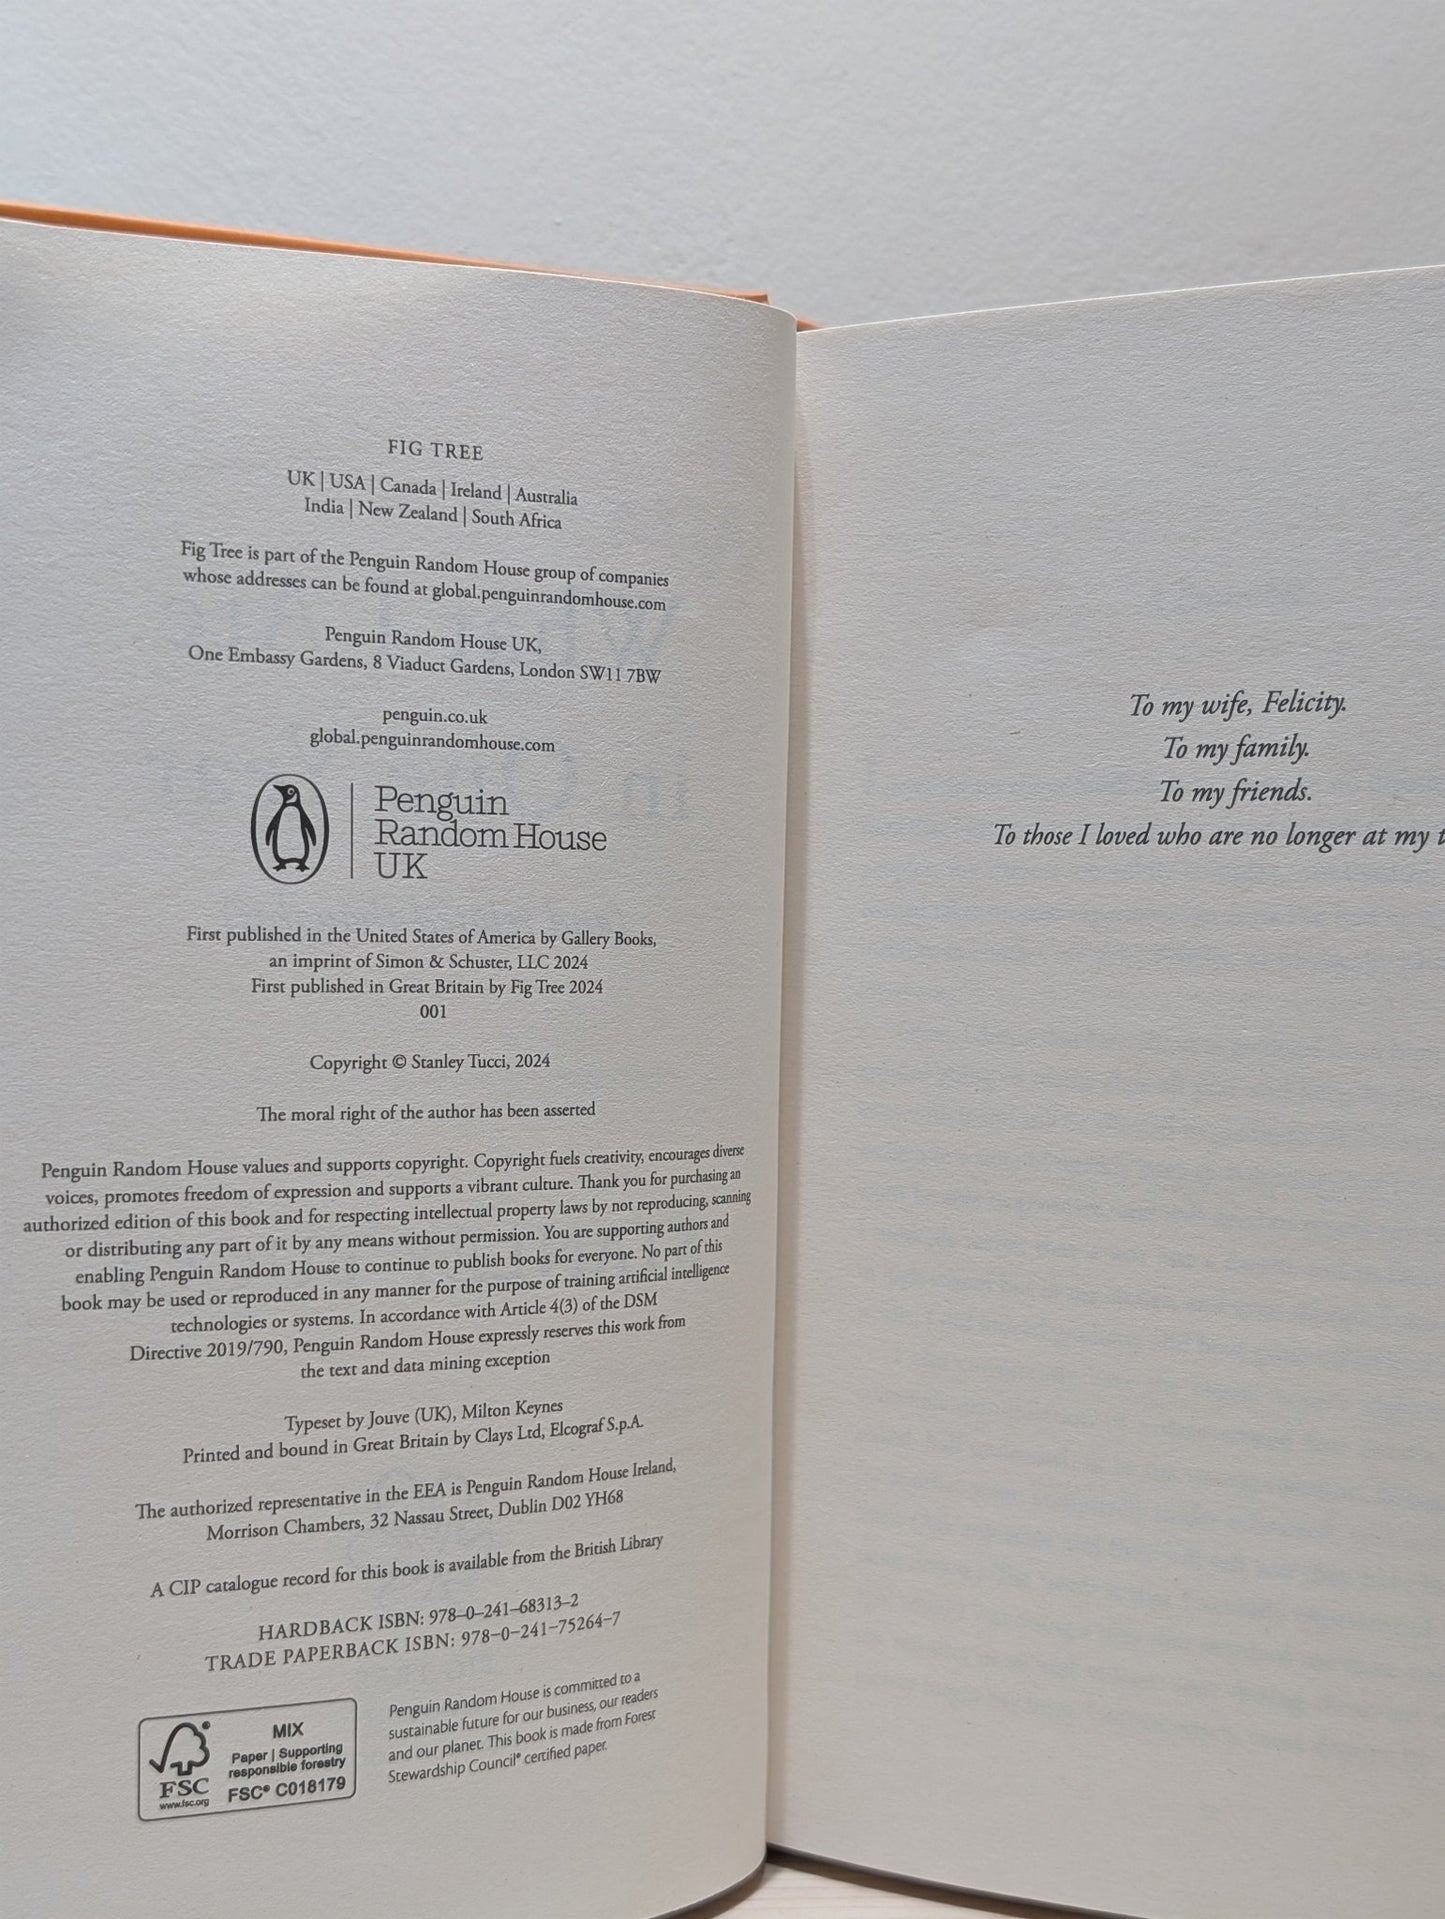 FIG TREE
UK | USA | Canada | Ireland | Australia
India | New Zealand | South Africa
Fig Tree is part of the Penguin Random House group of companies
whose addresses can be found at global.penguinrandomhouse.com
Penguin Random House UK,
One Embassy Gardens, 8 Viaduct Gardens, London SW11 7BW
penguin.co.uk
global.penguinrandomhouse.com
Penguin
Random House
UK
First published in the United States of America by Gallery Books,
an imprint of Simon & Schuster, LLC 2024
First published in Great Britain by Fig Tree 2024
001
Copyright © Stanley Tucci, 2024
The moral right of the author has been asserted
Penguin Random House values and supports copyright. Copyright fuels creativity, encourages diverse
voices, promotes freedom of expression and supports a vibrant culture. Thank you for purchasing an
authorized edition of this book and for respecting intellectual property laws by not reproducing, scanning
or distributing any part of it by any means without permission. You are supporting authors and
enabling Penguin Random House to continue to publish books for everyone. No part of this
book may be used or reproduced in any manner for the purpose of training artificial intelligence
technologies or systems. In accordance with Article 4(3) of the DSM
Directive 2019/790, Penguin Random House expressly reserves this work from
the text and data mining exception
Typeset by Jouve (UK), Milton Keynes
Printed and bound in Great Britain by Clays Ltd, Elcograf S.p.A.
The authorized representative in the EEA is Penguin Random House Ireland,
Morrison Chambers, 32 Nassau Street, Dublin D02 YH68
A CIP catalogue record for this book is available from the British Library
HARDBACK ISBN: 978–0–241–68313–2
TRADE PAPERBACK ISBN: 978–0–241–75264–7
FSC
www.fsc.org
MIX
Paper | Supporting
responsible forestry
FSC® C018179
Penguin Random House is committed to a
sustainable future for our business, our readers
and our planet. This book is made from Forest
Stewardship Council® certified paper.
To my wife, Felicity.
To my family.
To my friends.
To those I loved who are no longer at my